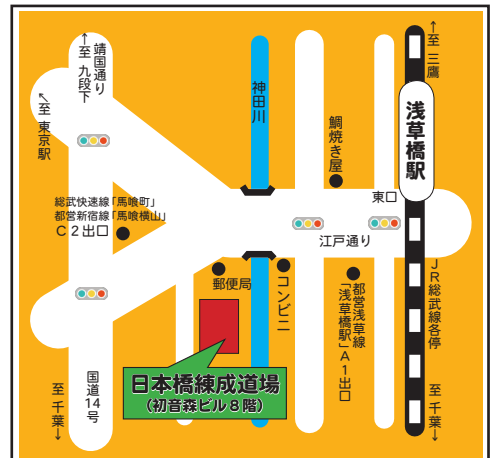 ←至 三鷹
浅草橋駅
東口
JR総武線各停
至 千葉→
神田川
鯛焼き屋
江戸通り
都営浅草線
「浅草橋駅」A1出口
コンビニ
郵便局
靖国通り
←至 九段下
↖至 東京駅
総武快速線「馬喰町」
都営新宿線「馬喰横山」
C2出口
国道14号
至 千葉→
日本橋練成道場
(初音森ビル8階)